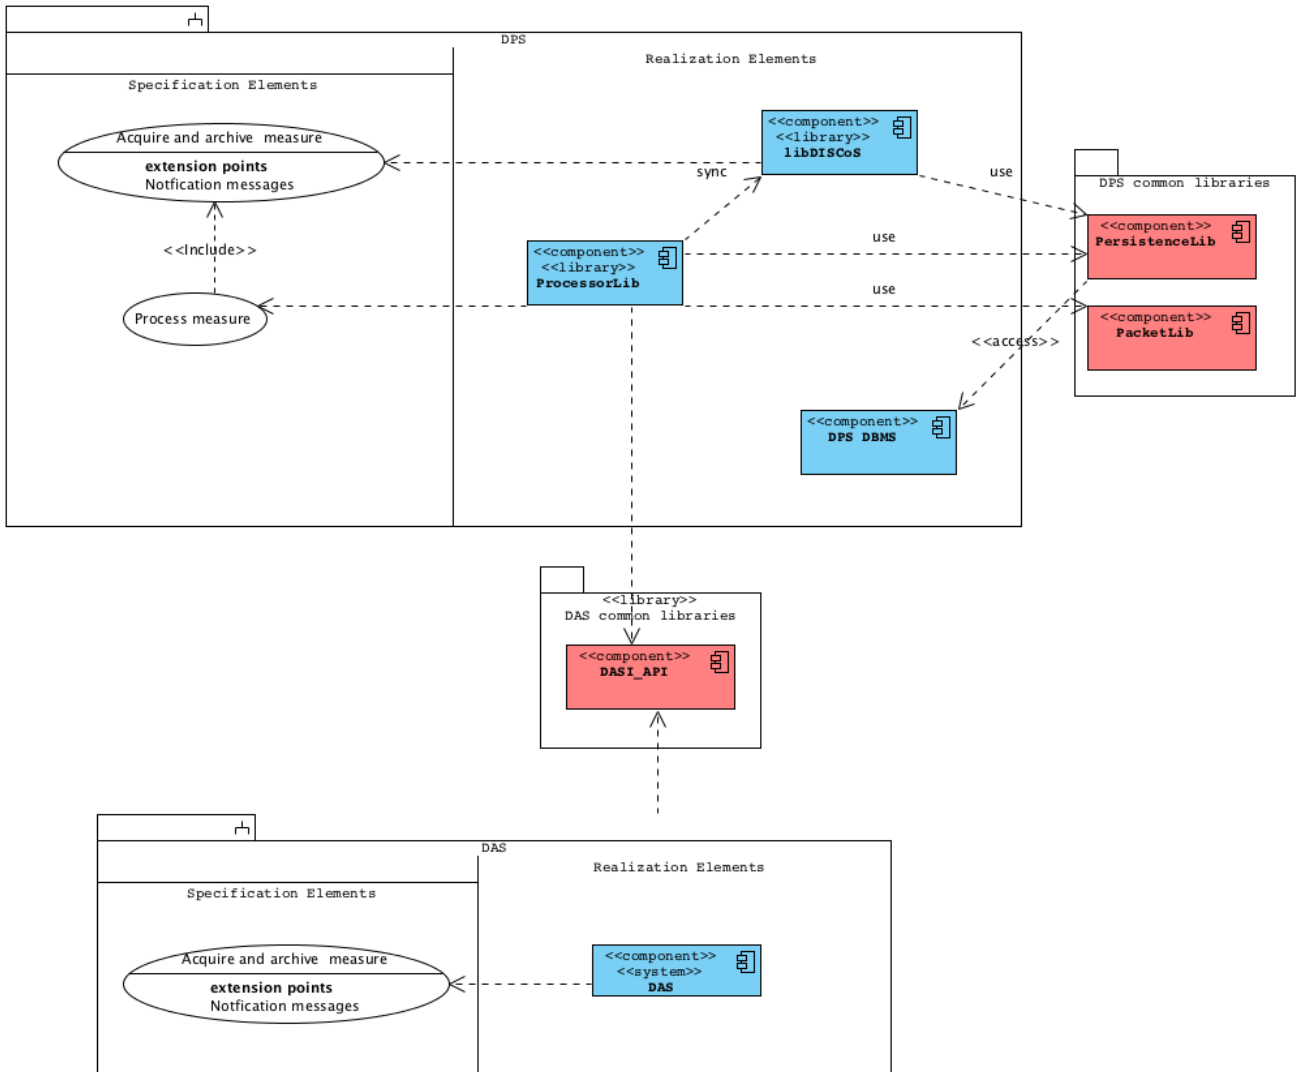 DPS
Realization Elements
Specification Elements
Acquire and archive  measure
extension points
Notfication messages
<<component>>
<<library>>
libDISCoS
sync
use
DPS common libraries
<<component>>
PersistenceLib
<<Include>>
<<component>>
<<library>>
ProcessorLib
use
use
Process measure
<<component>>
PacketLib
<<access>>
<<component>>
DPS DBMS
<<library>>
DAS common libraries
<<component>>
DASI_API
DAS
Realization Elements
Specification Elements
Acquire and archive  measure
extension points
Notfication messages
<<component>>
<<system>>
DAS